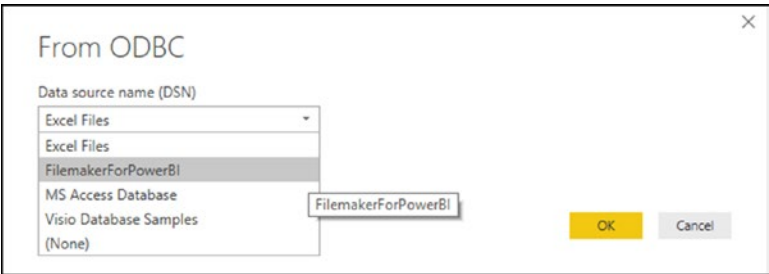 From ODBC
Data source name (DSN)
Excel Files
Excel Files
FilemakerForPowerBI
MS Access Database
FilemakerForPowerBI
Visio Database Samples
(None)
OK
Cancel